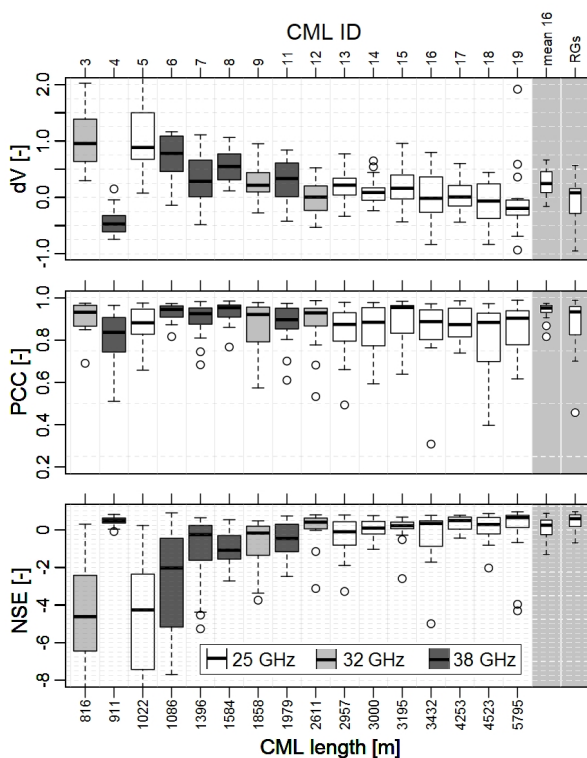 CML ID
3 4 5 6 7 8 9 11 12 13 14 15 16 17 18 19 mean 16 RGs
dV [-]
2.0
1.0
0.0
-1.0
PCC [-]
1.0
0.8
0.6
0.4
0.2
NSE [-]
0
-2
-4
-6
-8
25 GHz 32 GHz 38 GHz
816 911 1022 1086 1396 1584 1858 1979 2611 2957 3000 3195 3432 4253 4523 5795
CML length [m]